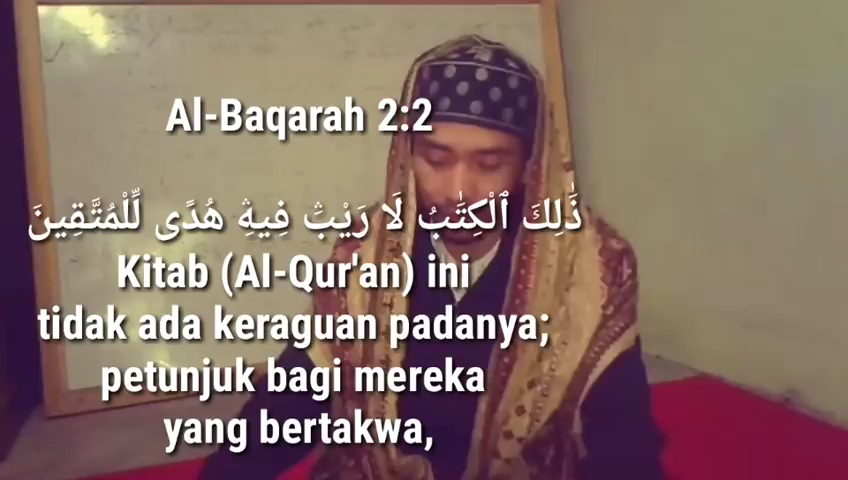 Al-Baqarah 2:2
ذَٰلِكَ ٱلْكِتَٰبُ لَا رَيْبَ ۛ فِيهِ ۛ هُدًى لِّلْمُتَّقِينَ
Kitab (Al-Qur'an) ini
tidak ada keraguan padanya;
petunjuk bagi mereka
yang bertakwa,